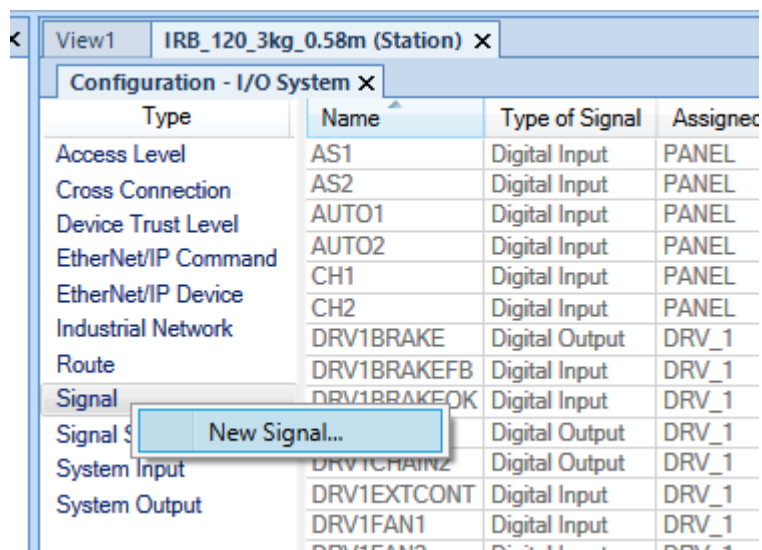 View1 IRB_120_3kg_0.58m (Station)
Configuration - I/O System
Type Name Type of Signal
Access Level AS1 Digital Input PANEL
Cross Connection AS2 Digital Input PANEL
Device Trust Level AUTO1 Digital Input PANEL
EtherNet/IP Command AUTO2 Digital Input PANEL
EtherNet/IP Device CH1 Digital Input PANEL
Industrial Network CH2 Digital Input PANEL
DRV1BRAKE Digital Output DRV_1
Route DRV1BRAKEFB Digital Input DRV_1
Signal DRV1BRAKEOK Digital Input DRV_1
Signal New Signal... Digital Output DRV_1
System Input DRV1CHAIN2 Digital Output DRV_1
System Output DRV1EXTCONT Digital Input DRV_1
DRV1FAN1 Digital Input DRV_1